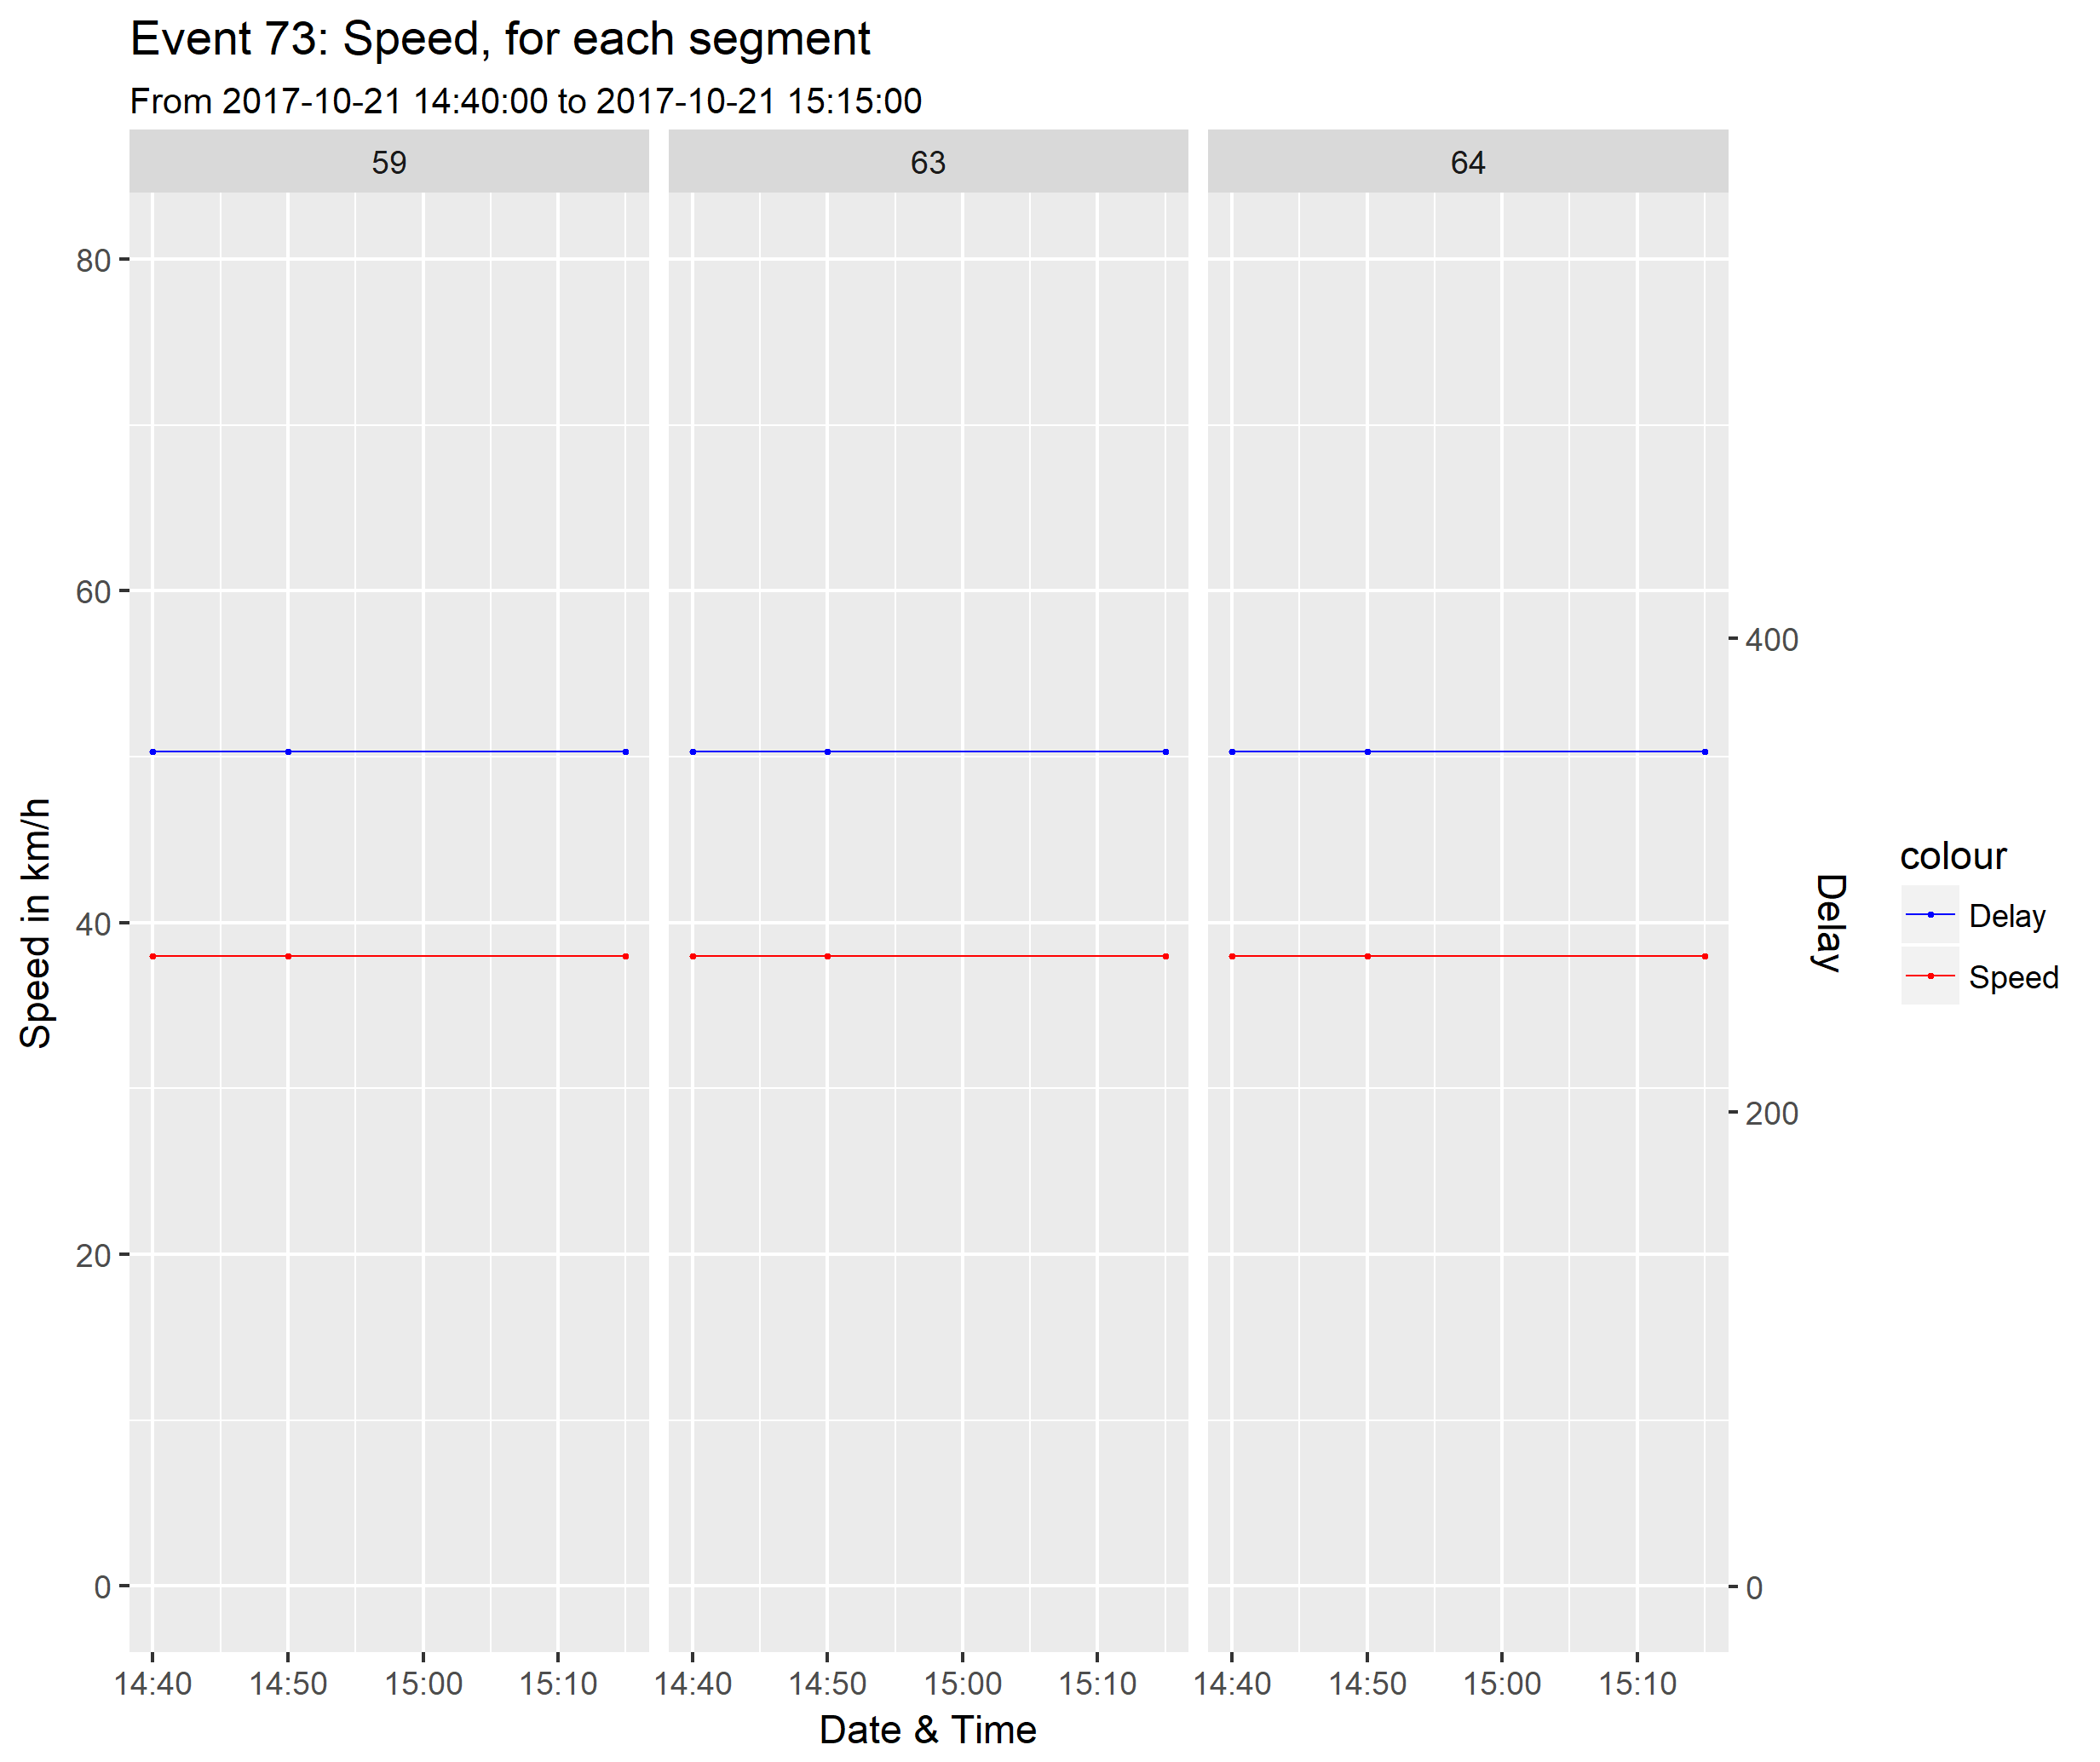 Event 73: Speed, for each segment
From 2017-10-21 14:40:00 to 2017-10-21 15:15:00
59 63 64
80
60
40
20
0
Speed in km/h
400
200
0
Delay
colour
Delay
Speed
14:40 14:50 15:00 15:10 14:40 14:50 15:00 15:10 14:40 14:50 15:00 15:10
Date & Time